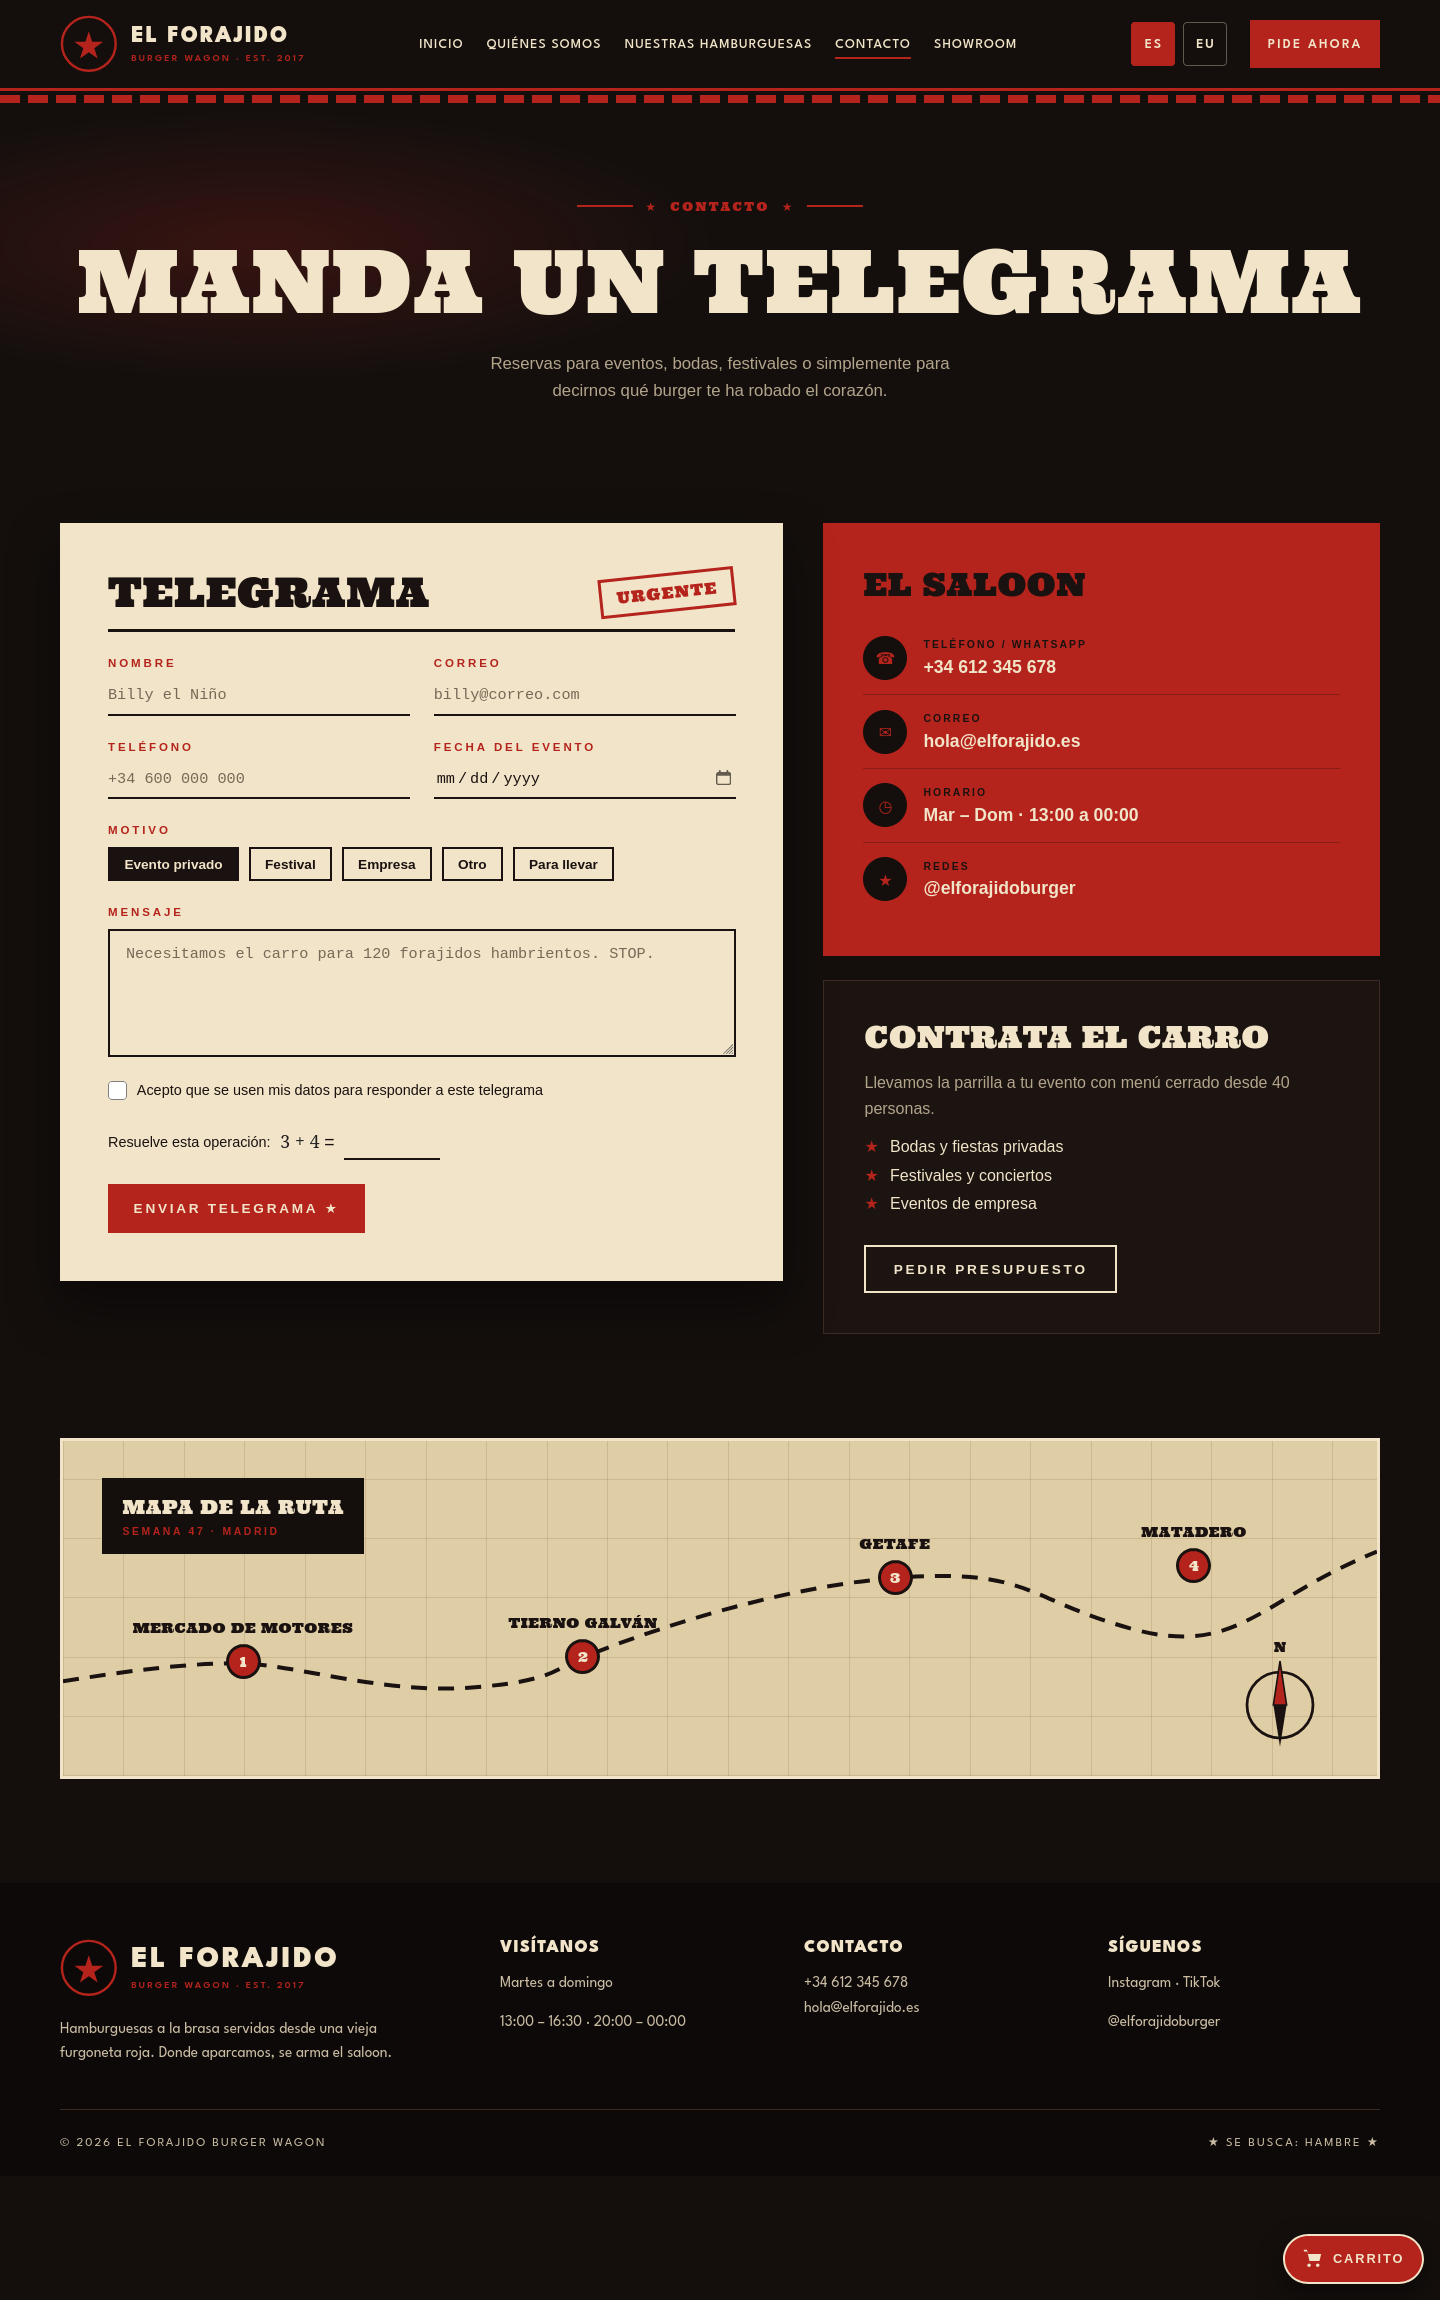 EL FORAJIDO
BURGER WAGON · EST. 2017
INICIO QUIÉNES SOMOS NUESTRAS HAMBURGUESAS CONTACTO SHOWROOM
ES EU PIDE AHORA
★ CONTACTO ★
MANDA UN TELEGRAMA
Reservas para eventos, bodas, festivales o simplemente para
decirnos qué burger te ha robado el corazón.
TELEGRAMA
URGENTE
NOMBRE CORREO
Billy el Niño billy@correo.com
TELÉFONO FECHA DEL EVENTO
+34 600 000 000 mm/dd/yyyy
MOTIVO
Evento privado Festival Empresa Otro Para llevar
MENSAJE
Necesitamos el carro para 120 forajidos hambrientos. STOP.
Acepto que se usen mis datos para responder a este telegrama
Resuelve esta operación: 3 + 4 =
ENVIAR TELEGRAMA ★
EL SALOON
TELÉFONO / WHATSAPP
+34 612 345 678
CORREO
hola@elforajido.es
HORARIO
Mar – Dom · 13:00 a 00:00
REDES
@elforajidoburger
CONTRATA EL CARRO
Llevamos la parrilla a tu evento con menú cerrado desde 40
personas.
★ Bodas y fiestas privadas
★ Festivales y conciertos
★ Eventos de empresa
PEDIR PRESUPUESTO
MAPA DE LA RUTA
SEMANA 47 · MADRID
MERCADO DE MOTORES
1
TIERNO GALVÁN
2
GETAFE
3
MATADERO
4
N
EL FORAJIDO
BURGER WAGON · EST. 2017
Hamburguesas a la brasa servidas desde una vieja
furgoneta roja. Donde aparcamos, se arma el saloon.
VISÍTANOS
Martes a domingo
13:00 – 16:30 · 20:00 – 00:00
CONTACTO
+34 612 345 678
hola@elforajido.es
SÍGUENOS
Instagram · TikTok
@elforajidoburger
© 2026 EL FORAJIDO BURGER WAGON
★ SE BUSCA: HAMBRE ★
CARRITO